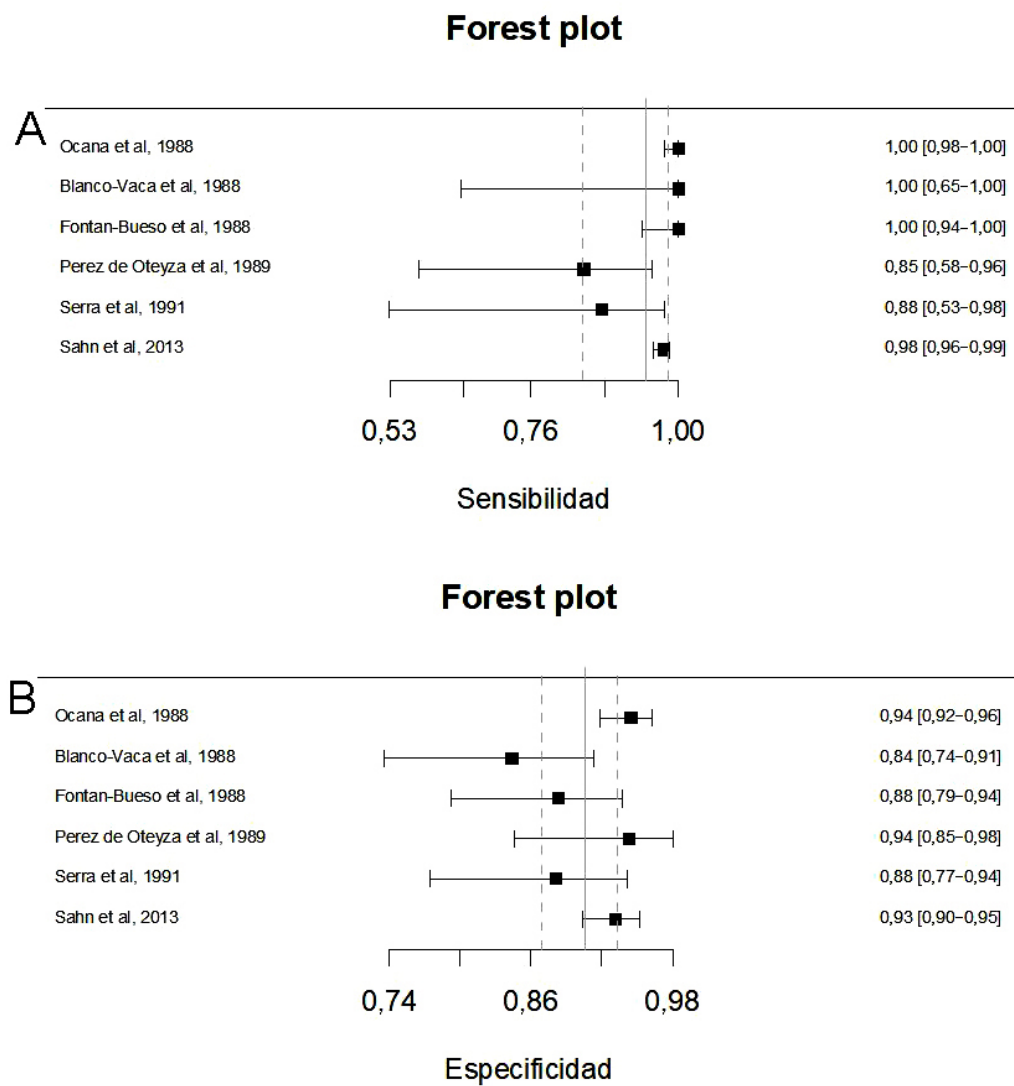 Forest plot
A
Ocana et al, 1988 1,00 [0,98−1,00]
Blanco-Vaca et al, 1988 1,00 [0,65−1,00]
Fontan-Bueso et al, 1988 1,00 [0,94−1,00]
Perez de Oteyza et al, 1989 0,85 [0,58−0,96]
Serra et al, 1991 0,88 [0,53−0,98]
Sahn et al, 2013 0,98 [0,96−0,99]
0,53 0,76 1,00
Sensibilidad
Forest plot
B
Ocana et al, 1988 0,94 [0,92−0,96]
Blanco-Vaca et al, 1988 0,84 [0,74−0,91]
Fontan-Bueso et al, 1988 0,88 [0,79−0,94]
Perez de Oteyza et al, 1989 0,94 [0,85−0,98]
Serra et al, 1991 0,88 [0,77−0,94]
Sahn et al, 2013 0,93 [0,90−0,95]
0,74 0,86 0,98
Especificidad